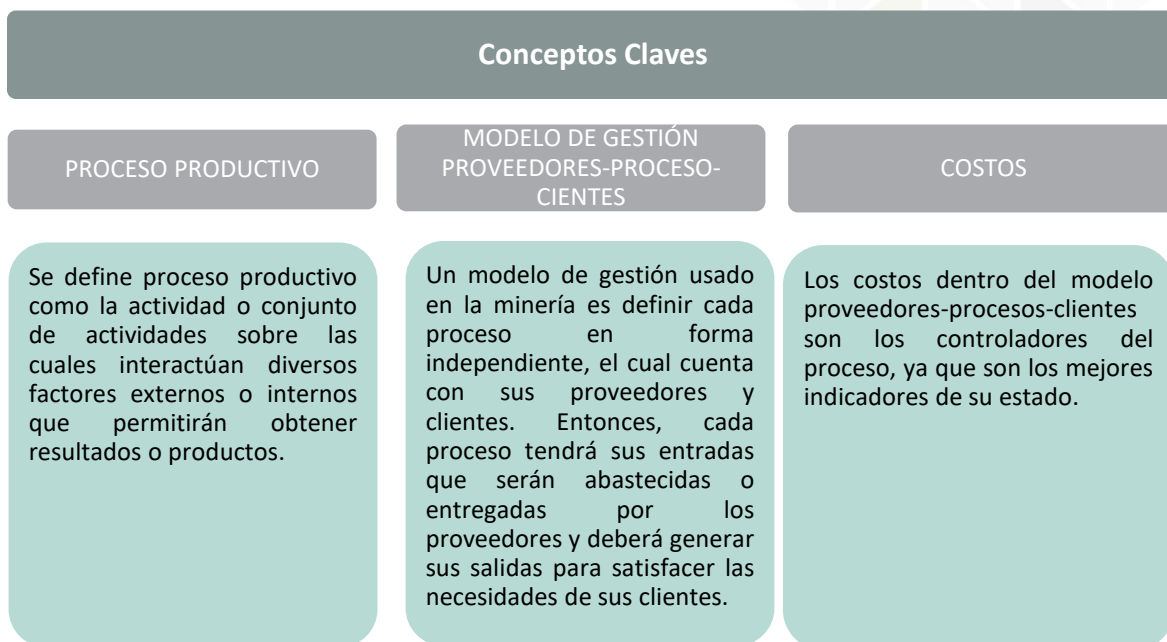 Conceptos Claves
PROCESO PRODUCTIVO
MODELO DE GESTIÓN
PROVEEDORES-PROCESO-
CIENTES
COSTOS
Se define proceso productivo
como la actividad o conjunto
de actividades sobre las
cuales interactúan diversos
factores externos o internos
que permitirán obtener
resultados o productos.
Un modelo de gestión usado
en la minería es definir cada
proceso en forma
independiente, el cual cuenta
con sus proveedores y
clientes. Entonces, cada
proceso tendrá sus entradas
que serán abastecidas o
entregadas por los
proveedores y deberá generar
sus salidas para satisfacer las
necesidades de sus clientes.
Los costos dentro del modelo
proveedores-procesos-clientes
son los controladores del
proceso, ya que son los mejores
indicadores de su estado.